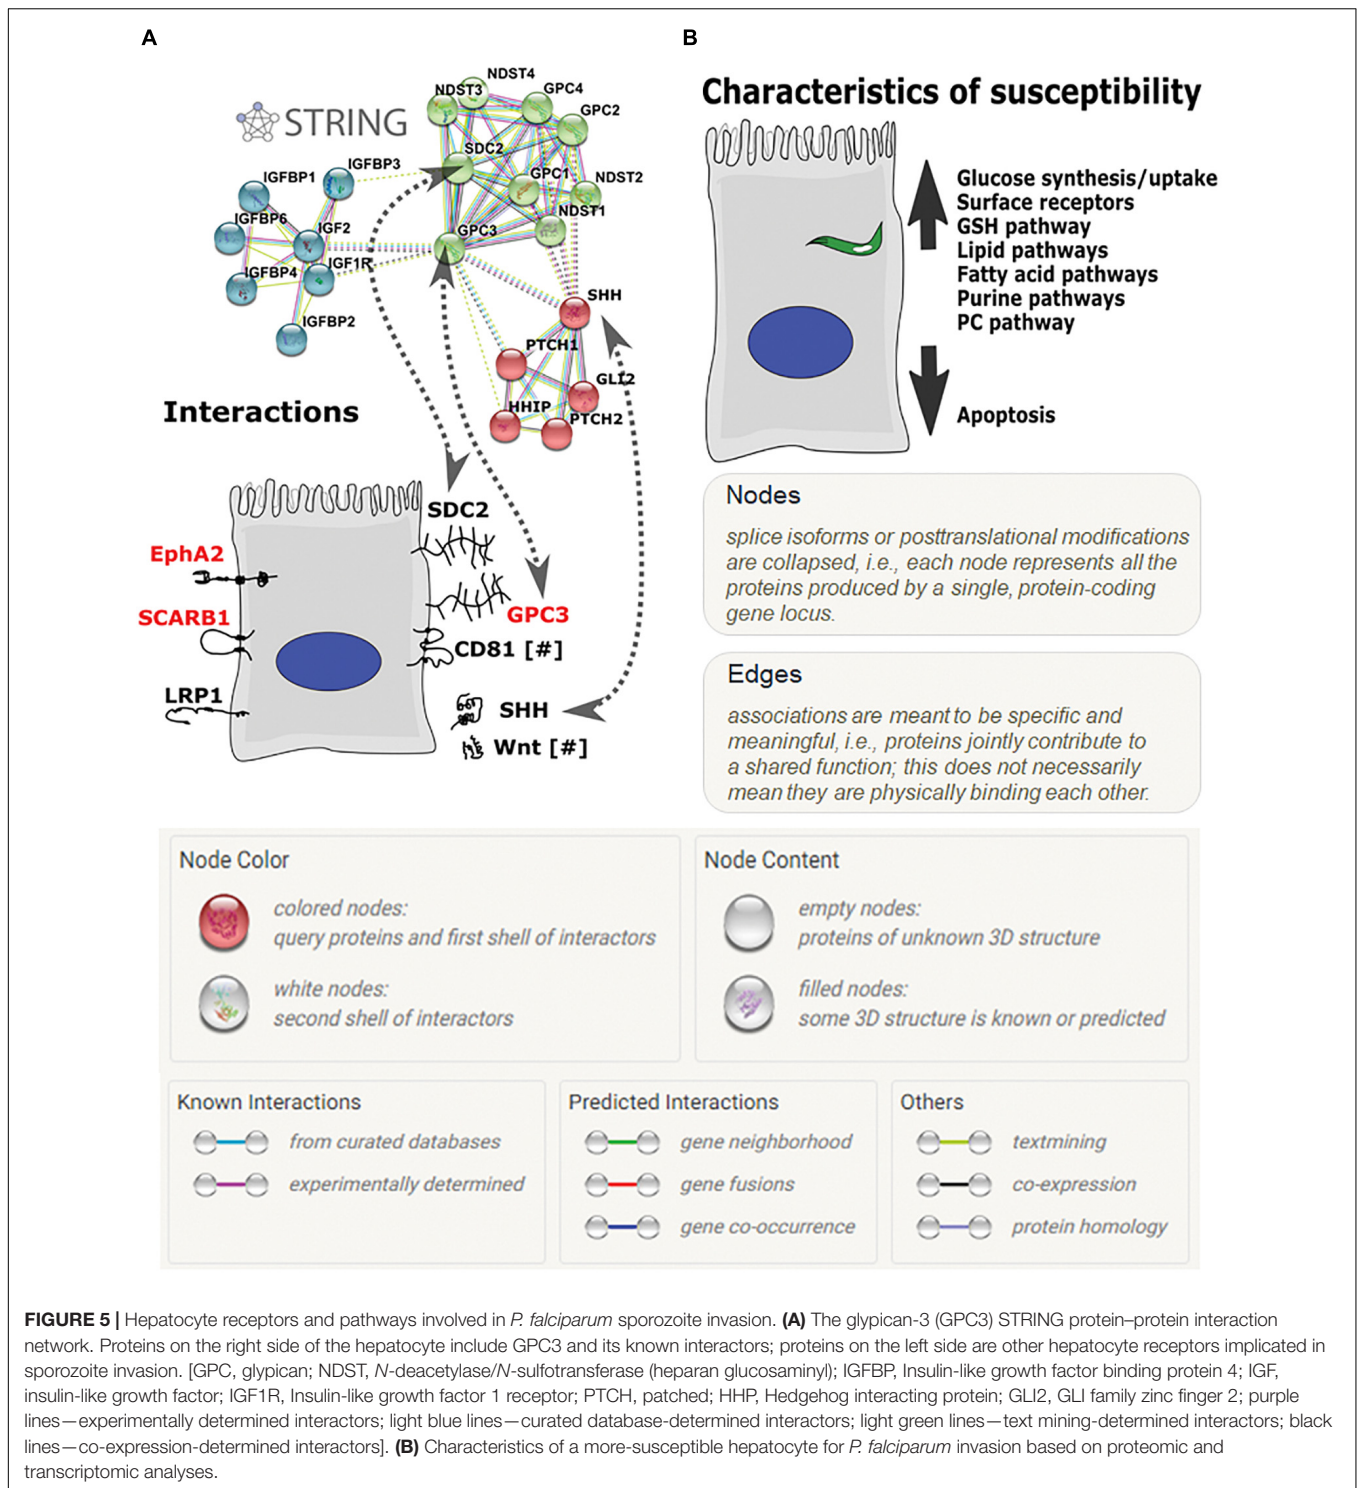 A
B
STRING
NDST4
NDST3
GPC4
GPC2
SDC2
IGFBP3
IGFBP1
GPC1
NDST2
IGFBP6
NDST1
IGF2
GPC3
IGF1R
IGFBP4
SHH
IGFBP2
PTCH1
GLI2
HHIP
PTCH2
Interactions
SDC2
EphA2
SCARB1
GPC3
CD81 [#]
LRP1
SHH
Wnt [#]
Characteristics of susceptibility
Glucose synthesis/uptake
Surface receptors
GSH pathway
Lipid pathways
Fatty acid pathways
Purine pathways
PC pathway
Apoptosis
Nodes
splice isoforms or posttranslational modifications
are collapsed, i.e., each node represents all the
proteins produced by a single, protein-coding
gene locus.
Edges
associations are meant to be specific and
meaningful, i.e., proteins jointly contribute to
a shared function; this does not necessarily
mean they are physically binding each other.
Node Color
colored nodes:
query proteins and first shell of interactors
white nodes:
second shell of interactors
Node Content
empty nodes:
proteins of unknown 3D structure
filled nodes:
some 3D structure is known or predicted
Known Interactions
from curated databases
experimentally determined
Predicted Interactions
gene neighborhood
gene fusions
gene co-occurrence
Others
textmining
co-expression
protein homology
FIGURE 5 | Hepatocyte receptors and pathways involved in P. falciparum sporozoite invasion. (A) The glypican-3 (GPC3) STRING protein–protein interaction
network. Proteins on the right side of the hepatocyte include GPC3 and its known interactors; proteins on the left side are other hepatocyte receptors implicated in
sporozoite invasion. [GPC, glypican; NDST, N-deacetylase/N-sulfotransferase (heparan glucosaminyl); IGFBP, Insulin-like growth factor binding protein 4; IGF,
insulin-like growth factor; IGF1R, Insulin-like growth factor 1 receptor; PTCH, patched; HHP, Hedgehog interacting protein; GLI2, GLI family zinc finger 2; purple
lines—experimentally determined interactors; light blue lines—curated database-determined interactors; light green lines—text mining-determined interactors; black
lines—co-expression-determined interactors]. (B) Characteristics of a more-susceptible hepatocyte for P. falciparum invasion based on proteomic and
transcriptomic analyses.